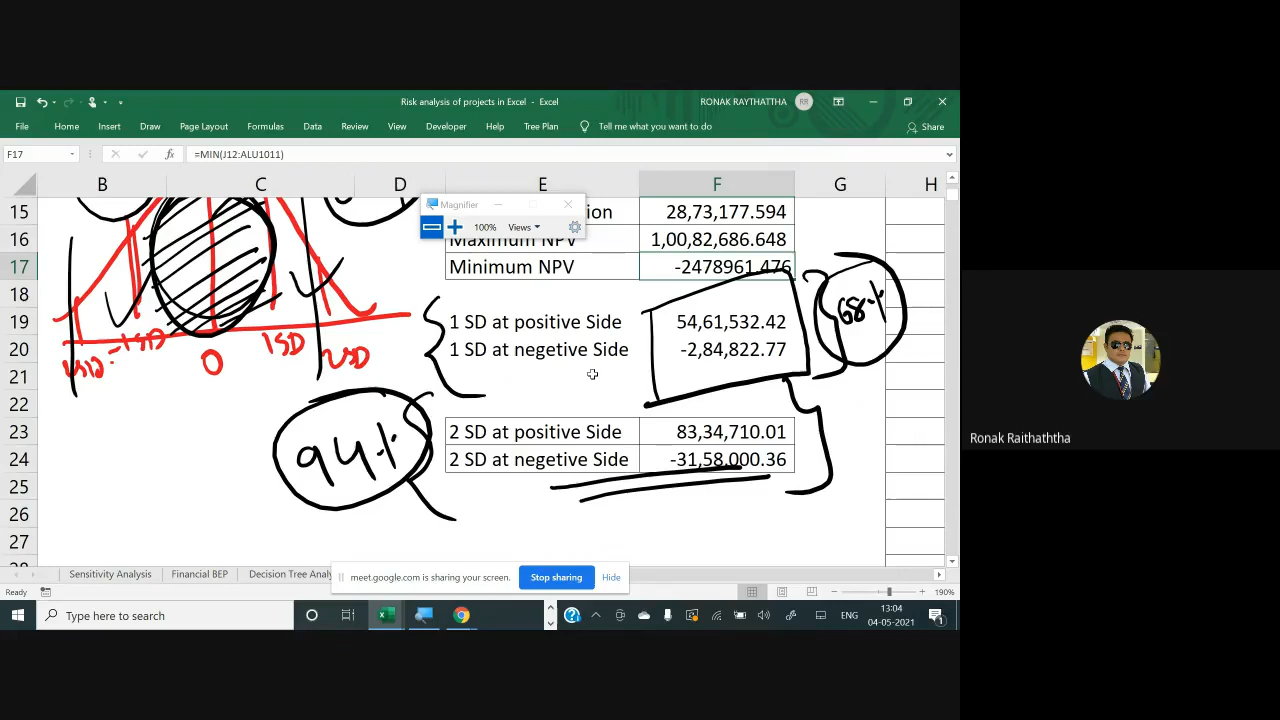 Risk analysis of projects in Excel - Excel
RONAK RAYTHATTHA
RR
File Home Insert Draw Page Layout Formulas Data Review View Developer Help Tree Plan Tell me what you want to do Share
F17 fx =MIN(J12:ALU1011)
B C D E F G H
Magnifier
100% Views
15 28,73,177.594
16 Maximum NPV 1,00,82,686.648
17 Minimum NPV -2478961.476
18
19 1 SD at positive Side 54,61,532.42
20 1 SD at negetive Side -2,84,822.77
21
22
23 2 SD at positive Side 83,34,710.01
24 2 SD at negetive Side -31,58,000.36
25
26
27
68%
-1SD 0 1SD 2SD
94%
Ronak Raithaththa
Sensitivity Analysis Financial BEP Decision Tree Analy
meet.google.com is sharing your screen. Stop sharing Hide
Ready 190%
Type here to search
ENG 13:04
04-05-2021